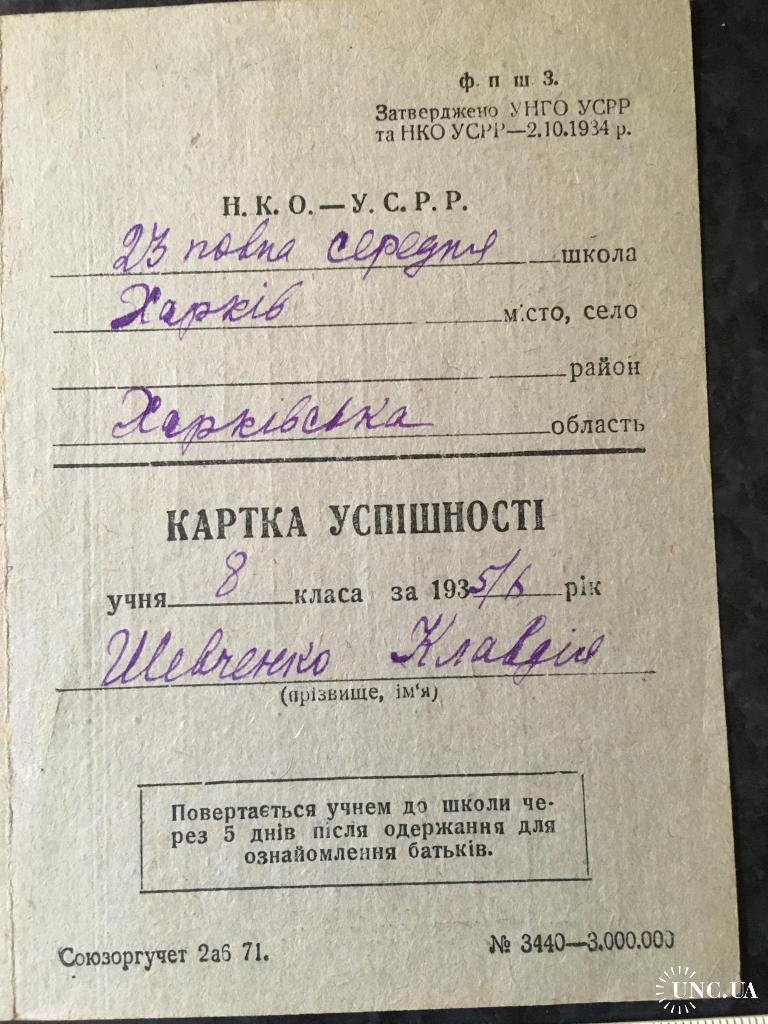 ф. п ш 3.
Затверджено УНГО УСРР
та НКО УСРР—2.10.1934 р.
Н. К. О. — У. С. Р. Р.
23 повна середня школа
Харків місто, село
район
Харківська область
КАРТКА УСПІШНОСТІ
учня 8 класа за 1935/6 рік
Шевченко Клавдія
(прізвище, ім'я)
Повертається учнем до школи че-
рез 5 днів після одержання для
ознайомлення батьків.
Союзоргучет 2аб 71.
№ 3440—3.000.000
UNC.UA